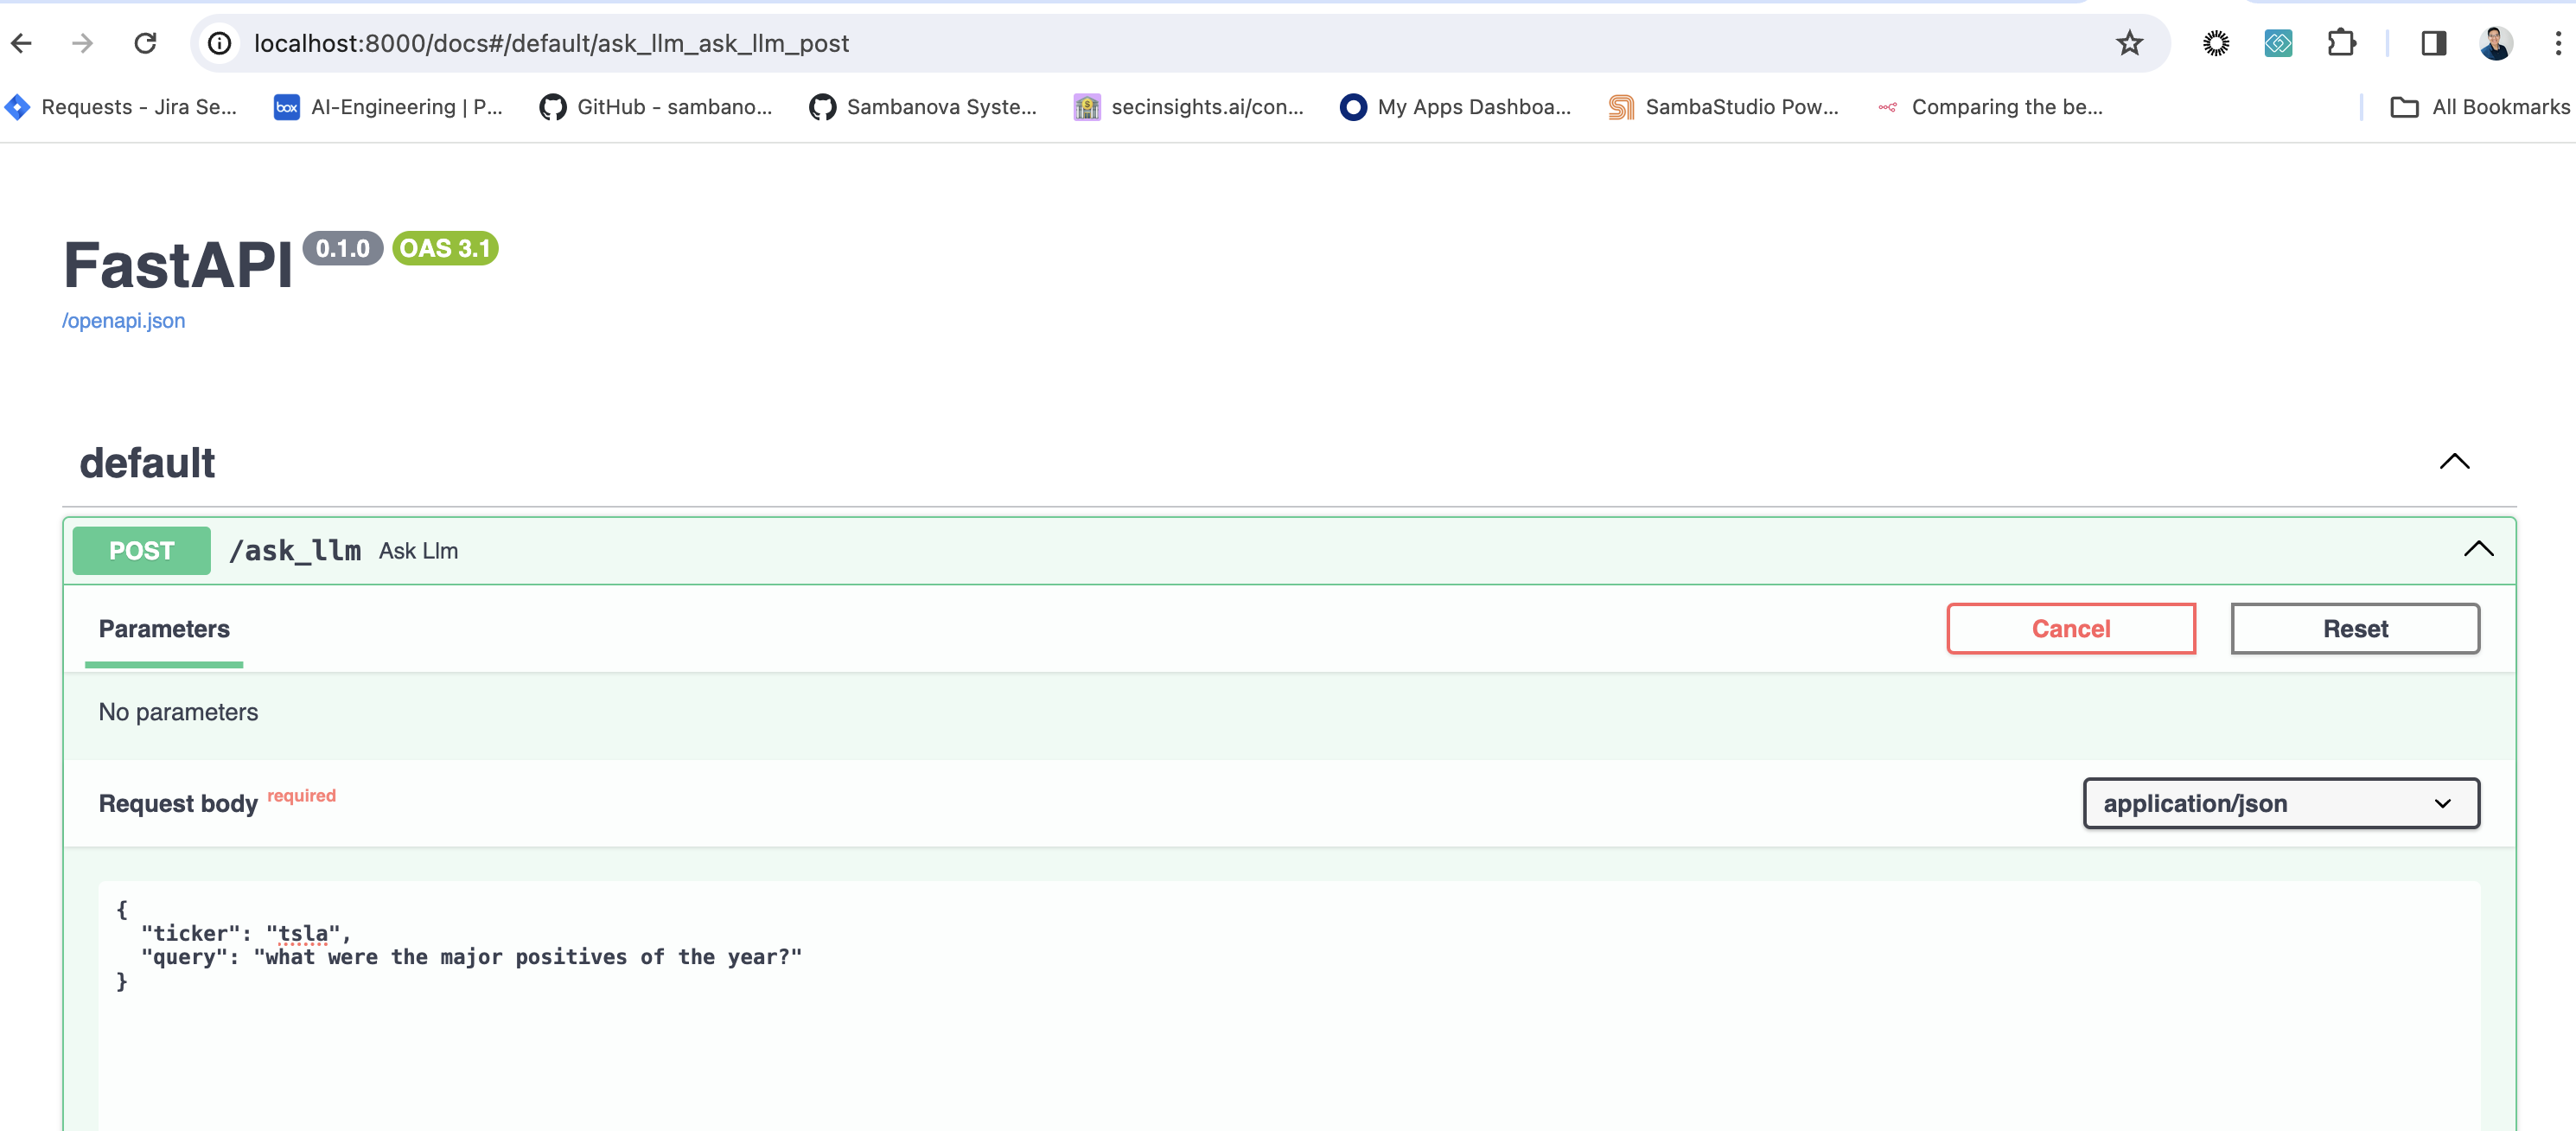 localhost:8000/docs#/default/ask_llm_ask_llm_post
Requests - Jira Se... box AI-Engineering | P... GitHub - sambano... Sambanova Syste... secinsights.ai/con... My Apps Dashboa... SambaStudio Pow... Comparing the be... All Bookmarks
FastAPI 0.1.0 OAS 3.1
/openapi.json
default
POST /ask_llm Ask Llm
Parameters Cancel Reset
No parameters
Request body required application/json
{
"ticker": "tsla",
"query": "what were the major positives of the year?"
}